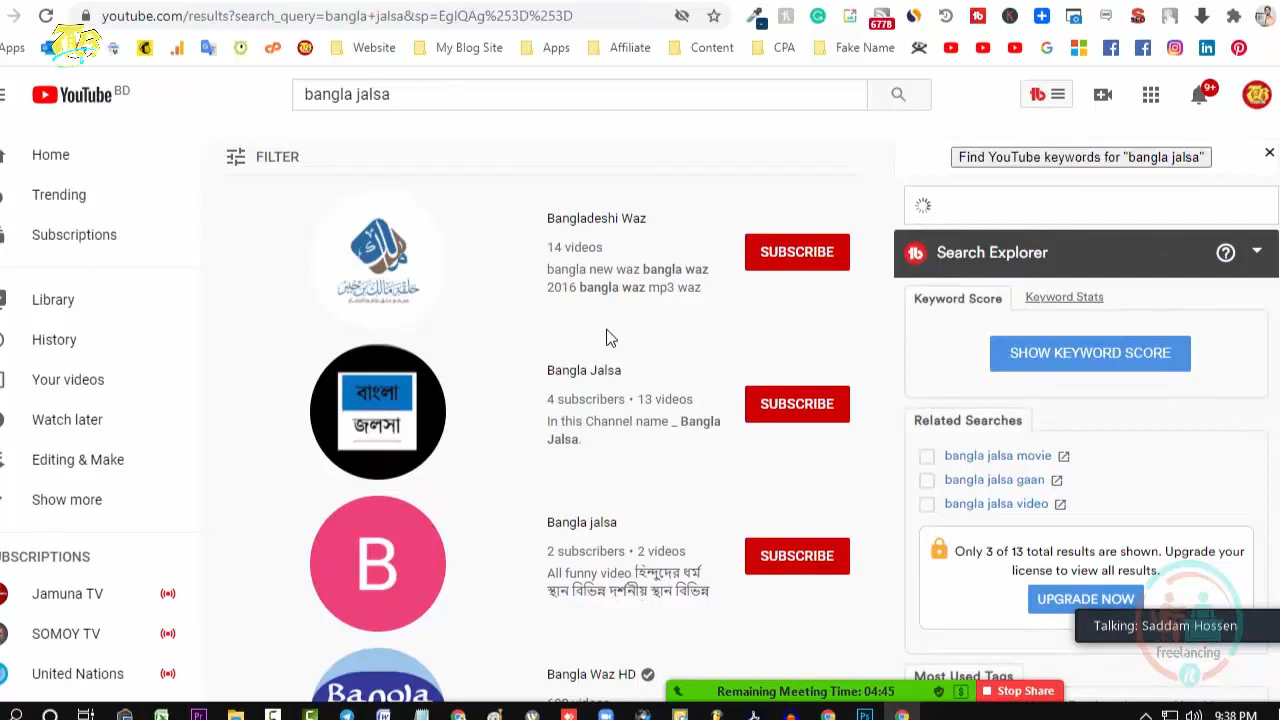 youtube.com/results?search_query=bangla+jalsa&sp=EgIQAg%253D%253D
6778
Apps
Website
My Blog Site
Apps
Affiliate
Content
CPA
Fake Name
YouTube BD
bangla jalsa
9+
Home
Trending
Subscriptions
Library
History
Your videos
Watch later
Editing & Make
Show more
UBSCRIPTIONS
Jamuna TV
SOMOY TV
United Nations
FILTER
Bangladeshi Waz
14 videos
bangla new waz bangla waz
2016 bangla waz mp3 waz
SUBSCRIBE
বাংলা
জলসা
Bangla Jalsa
4 subscribers • 13 videos
In this Channel name _ Bangla
Jalsa.
SUBSCRIBE
B
Bangla jalsa
2 subscribers • 2 videos
All funny video হিন্দুদের ধর্ম
স্থান বিভিন্ন দর্শনীয় স্থান বিভিন্ন
SUBSCRIBE
Bangla
Bangla Waz HD
Find YouTube keywords for "bangla jalsa"
Search Explorer
Keyword Score
Keyword Stats
SHOW KEYWORD SCORE
Related Searches
bangla jalsa movie
bangla jalsa gaan
bangla jalsa video
Only 3 of 13 total results are shown. Upgrade your
license to view all results.
UPGRADE NOW
Talking: Saddam Hossen
freelancing
Most Used Tags
Remaining Meeting Time: 04:45
Stop Share
9:38 PM